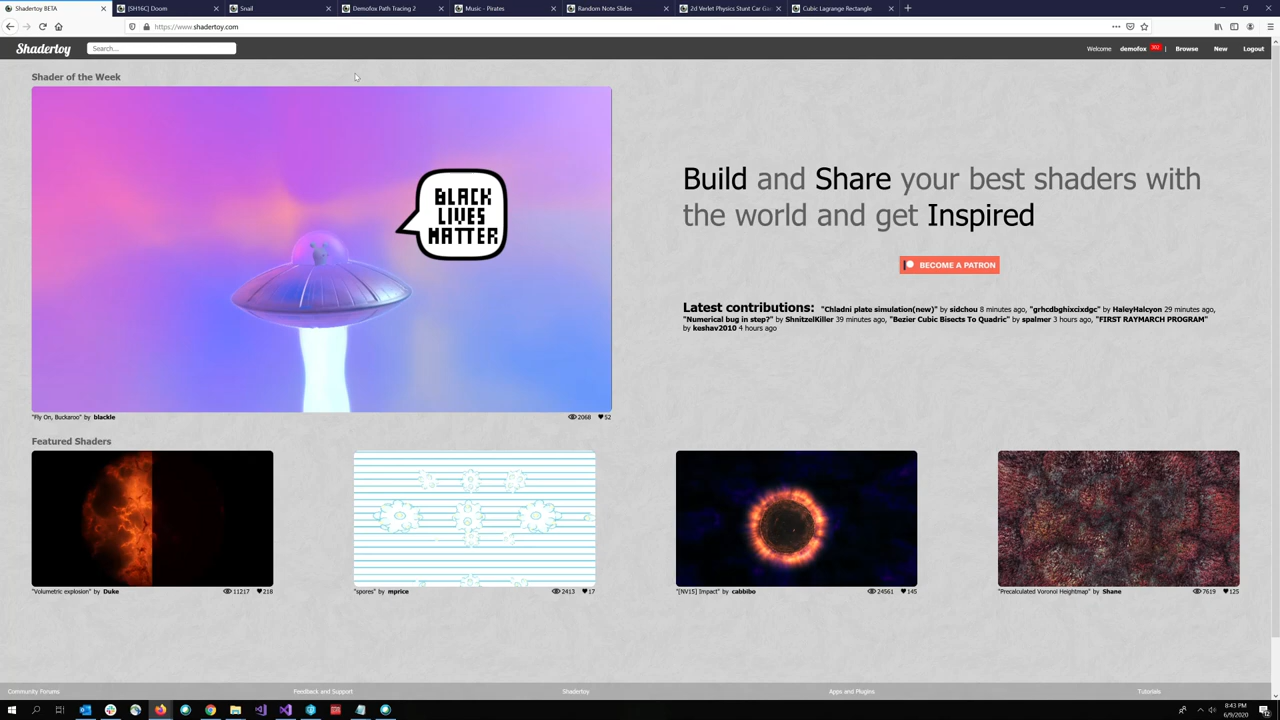 Shadertoy BETA
[SH16C] Doom
Snail
Demofox Path Tracing 2
Music - Pirates
Random Note Slides
2d Verlet Physics Stunt Car Ga
Cubic Lagrange Rectangle
https://www.shadertoy.com
Shadertoy
Search...
Welcome demofox 302 | Browse New Logout
Shader of the Week
BLACK
LIVES
MATTER
Build and Share your best shaders with
the world and get Inspired
BECOME A PATRON
Latest contributions: "Chladni plate simulation(new)" by sidchou 8 minutes ago, "grhcdbghixcixdgc" by HaleyHalcyon 29 minutes ago,
"Numerical bug in step?" by ShnitzelKiller 39 minutes ago, "Bezier Cubic Bisects To Quadric" by spalmer 3 hours ago, "FIRST RAYMARCH PROGRAM"
by keshav2010 4 hours ago
"Fly On, Buckaroo" by blackle 2068 52
Featured Shaders
"Volumetric explosion" by Duke 11217 218
"spores" by mprice 2413 17
"[NV15] Impact" by cabbibo 24561 145
"Precalculated Voronoi Heightmap" by Shane 7619 125
Community Forums
Feedback and Support
Shadertoy
Apps and Plugins
Tutorials
8:43 PM
6/9/2020